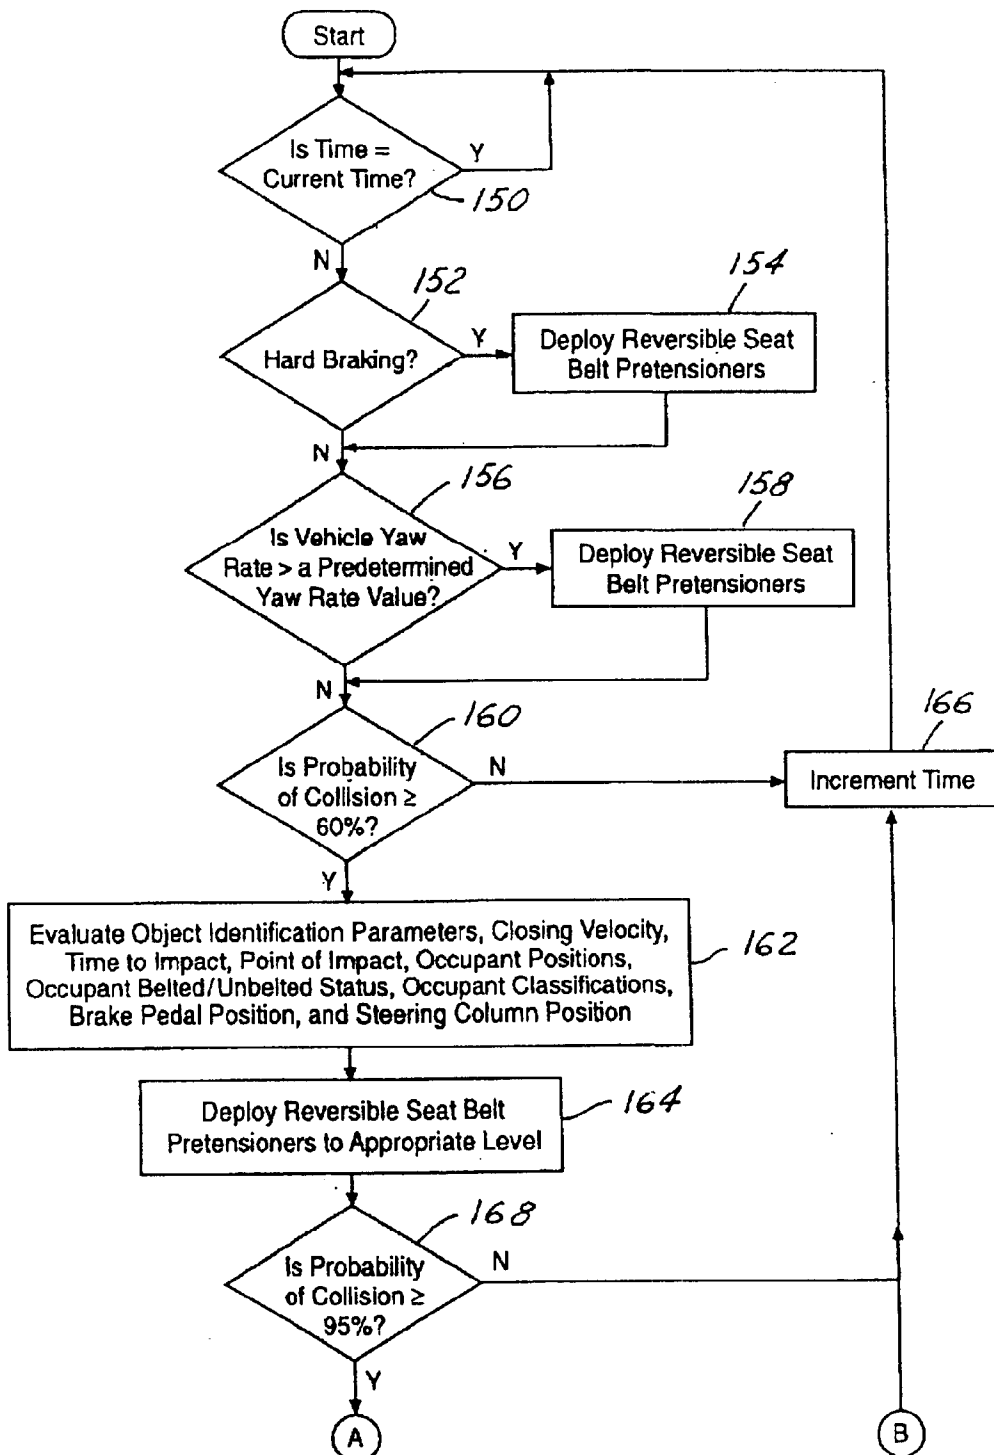 Start
Is Time =
Current Time?
Y
150
N
152
Hard Braking?
Y
154
Deploy Reversible Seat
Belt Pretensioners
N
156
Is Vehicle Yaw
Rate > a Predetermined
Yaw Rate Value?
Y
158
Deploy Reversible Seat
Belt Pretensioners
N
160
Is Probability
of Collision ≥
60%?
N
166
Increment Time
Y
Evaluate Object Identification Parameters, Closing Velocity,
Time to Impact, Point of Impact, Occupant Positions,
Occupant Belted/Unbelted Status, Occupant Classifications,
Brake Pedal Position, and Steering Column Position
162
Deploy Reversible Seat Belt
Pretensioners to Appropriate Level
164
168
Is Probability
of Collision ≥
95%?
N
Y
A
B